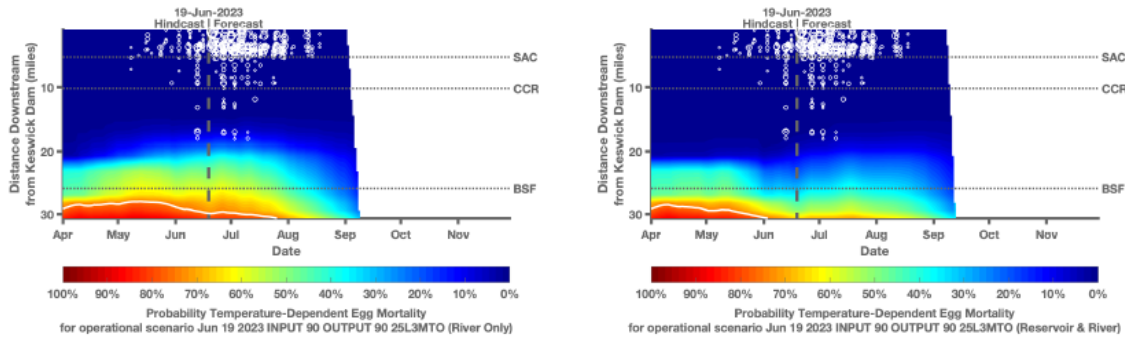 19-Jun-2023
Hindcast | Forecast
SAC
CCR
BSF
10
20
30
Distance Downstream
from Keswick Dam (miles)
Apr May Jun Jul Aug Sep Oct Nov
Date
100% 90% 80% 70% 60% 50% 40% 30% 20% 10% 0%
Probability Temperature-Dependent Egg Mortality
for operational scenario Jun 19 2023 INPUT 90 OUTPUT 90 25L3MTO (River Only)
19-Jun-2023
Hindcast | Forecast
SAC
CCR
BSF
10
20
30
Distance Downstream
from Keswick Dam (miles)
Apr May Jun Jul Aug Sep Oct Nov
Date
100% 90% 80% 70% 60% 50% 40% 30% 20% 10% 0%
Probability Temperature-Dependent Egg Mortality
for operational scenario Jun 19 2023 INPUT 90 OUTPUT 90 25L3MTO (Reservoir & River)